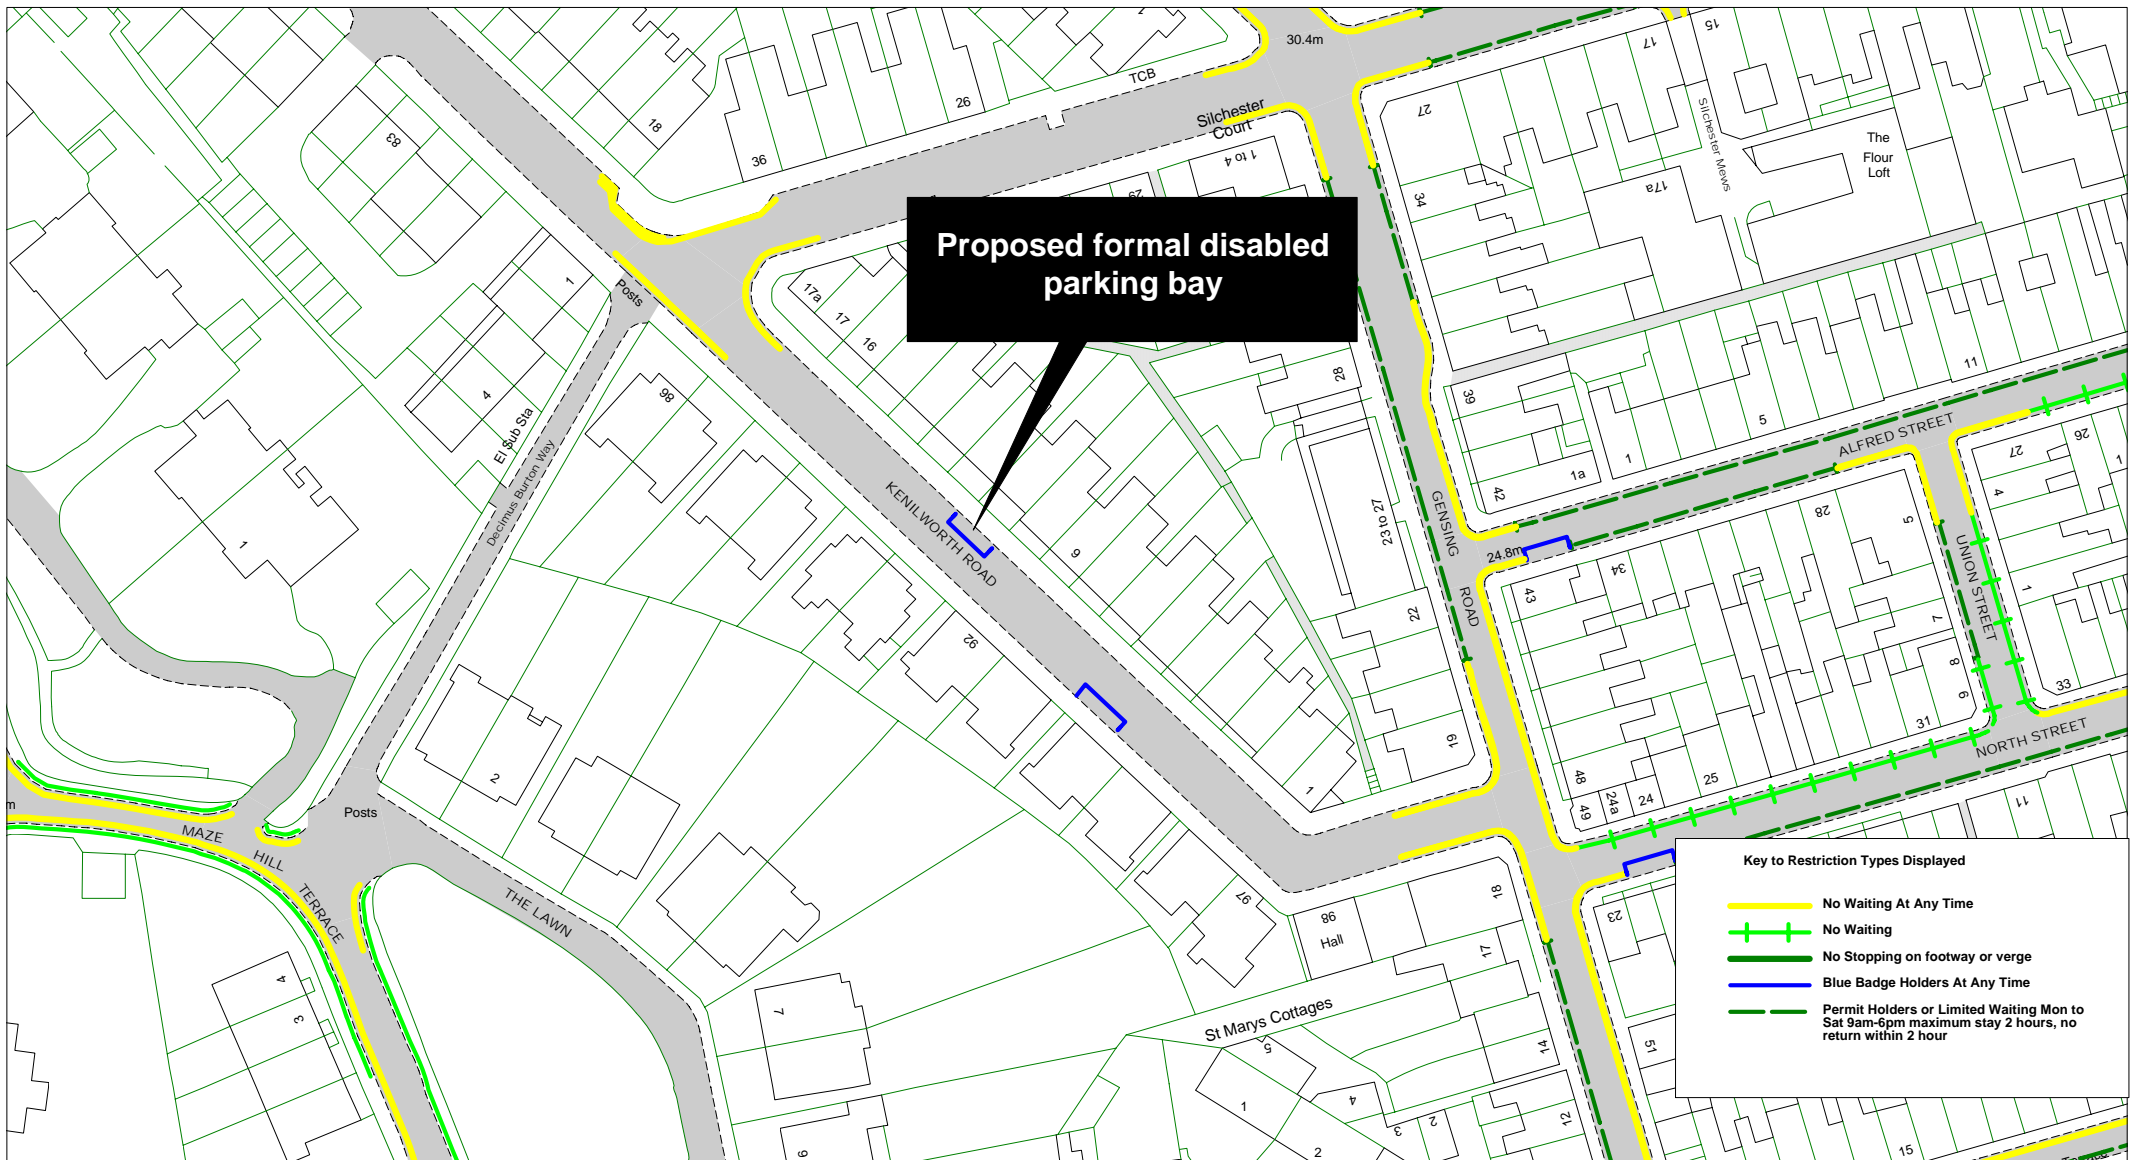 30.4m
TCB
Silchester
Court
1 to 4
15
17
27
Silchester Mews
The
Flour
Loft
17a
34
26
18
36
83
29
Proposed formal disabled
parking bay
1
Posts
17a
17
16
28
39
11
4
El Sub Sta
98
Decimus Burton Way
5
ALFRED STREET
27
26
1
1
1a
42
4
KENILWORTH ROAD
9
23 to 27
GENSING
ROAD
24.8m
28
5
UNION STREET
1
1
34
43
22
7
92
8
9
33
19
31
NORTH STREET
2
1
48
49
24a
24
25
11
m
MAZE
HILL
TERRACE
Posts
THE LAWN
97
98
Hall
18
17
23
4
3
7
St Marys Cottages
5
14
51
1
4
3
2
12
2
9
15
Key to Restriction Types Displayed
No Waiting At Any Time
No Waiting
No Stopping on footway or verge
Blue Badge Holders At Any Time
Permit Holders or Limited Waiting Mon to
Sat 9am-6pm maximum stay 2 hours, no
return within 2 hour